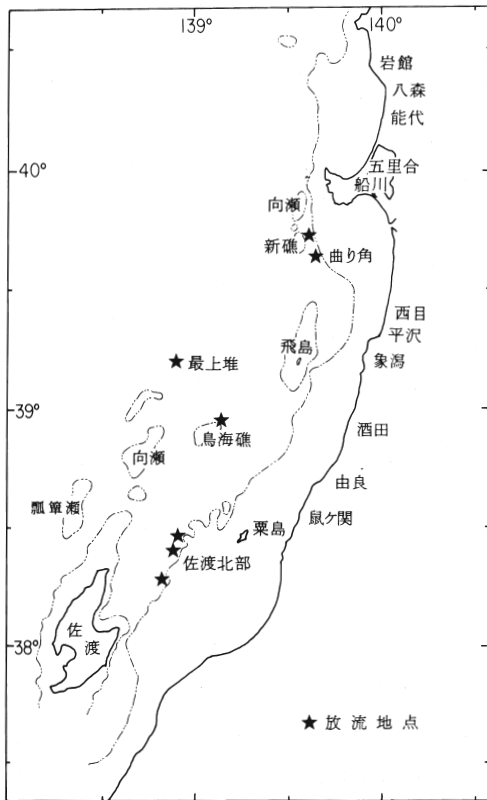 139°
140°
岩館
八森
能代
40°
五里合
船川
向瀬
新礁
曲り角
西目
平沢
象潟
飛島
最上堆
39°
鳥海礁
酒田
向瀬
由良
瓢箪瀬
鼠ケ関
粟島
佐渡北部
佐渡
38°
★放流地点